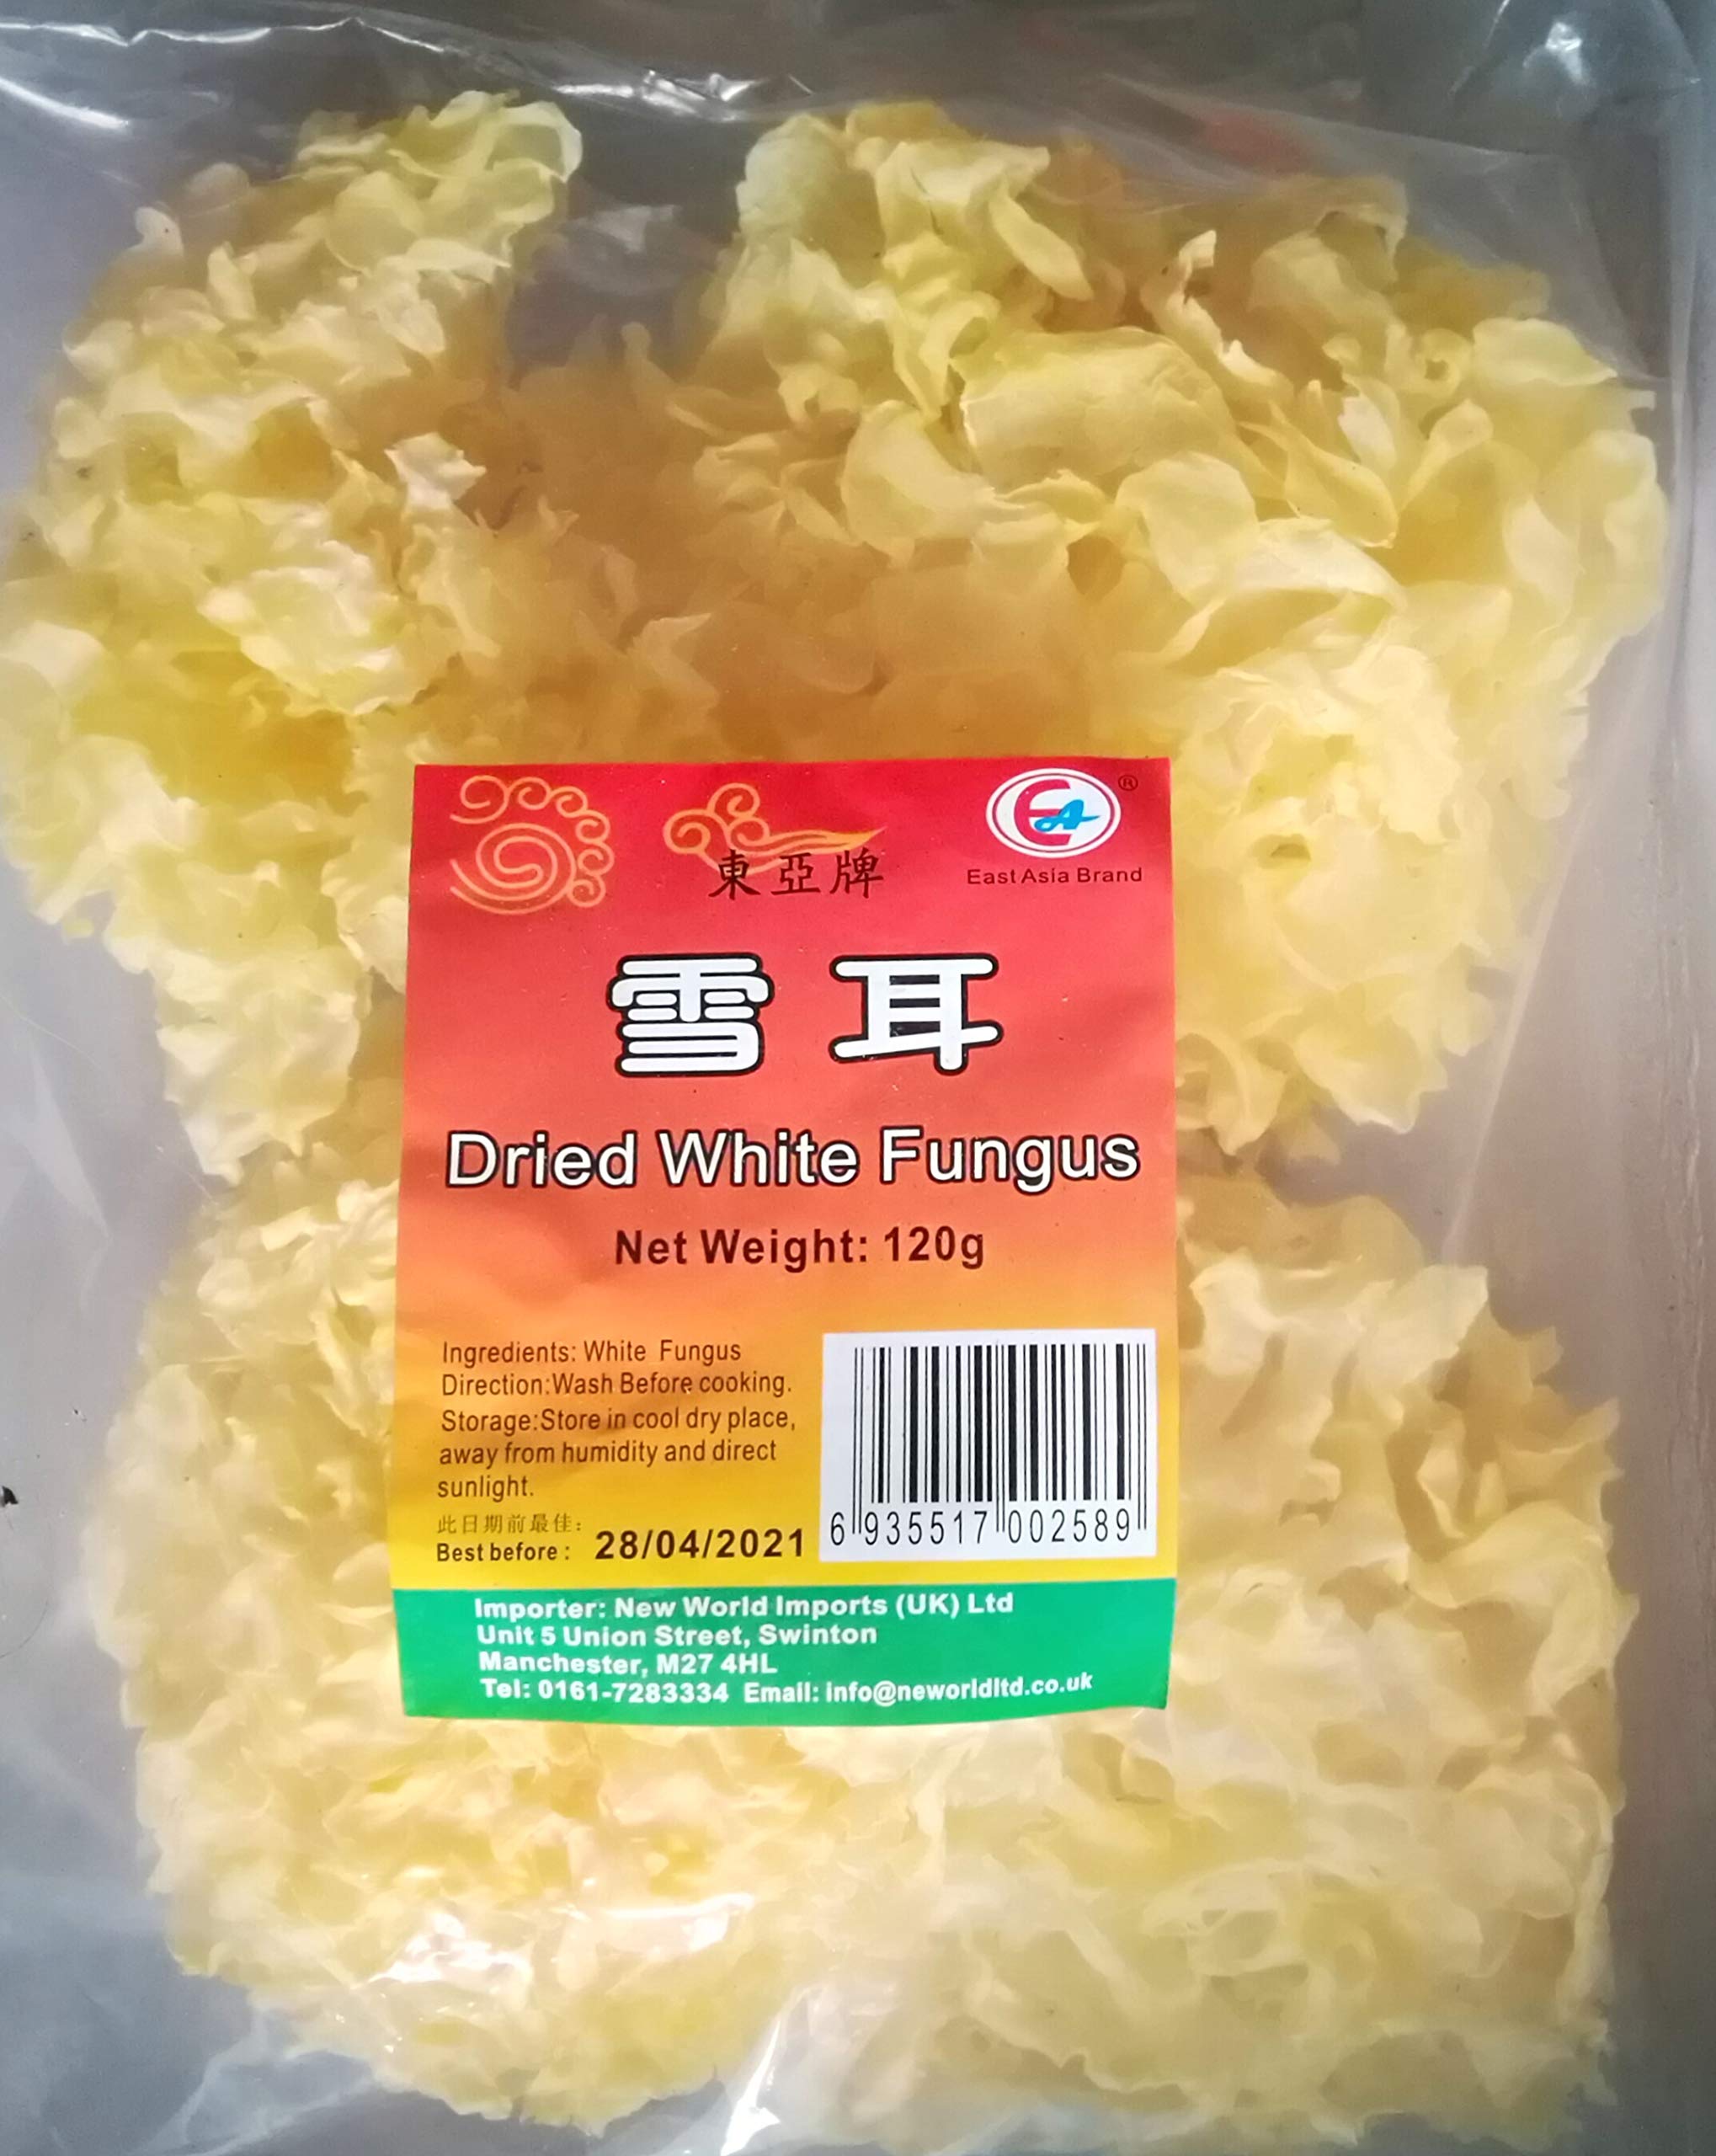 東亞牌
EA ®
East Asia Brand
雪耳
Dried White Fungus
Net Weight: 120g
Ingredients: White Fungus
Direction:Wash Before cooking.
Storage:Store in cool dry place,
away from humidity and direct
sunlight.
此日期前最佳:
Best before : 28/04/2021
6 935517 002589
Importer: New World Imports (UK) Ltd
Unit 5 Union Street, Swinton
Manchester, M27 4HL
Tel: 0161-7283334 Email: info@neworldltd.co.uk